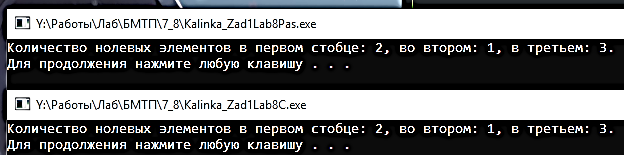 Y:\Работы\Лаб\БМТП\7_8\Kalinka_Zad1Lab8Pas.exe
Количество нолевых элементов в первом стобце: 2, во втором: 1, в третьем: 3.
Для продолжения нажмите любую клавишу . . .
Y:\Работы\Лаб\БМТП\7_8\Kalinka_Zad1Lab8C.exe
Количество нолевых элементов в первом стобце: 2, во втором: 1, в третьем: 3.
Для продолжения нажмите любую клавишу . . .